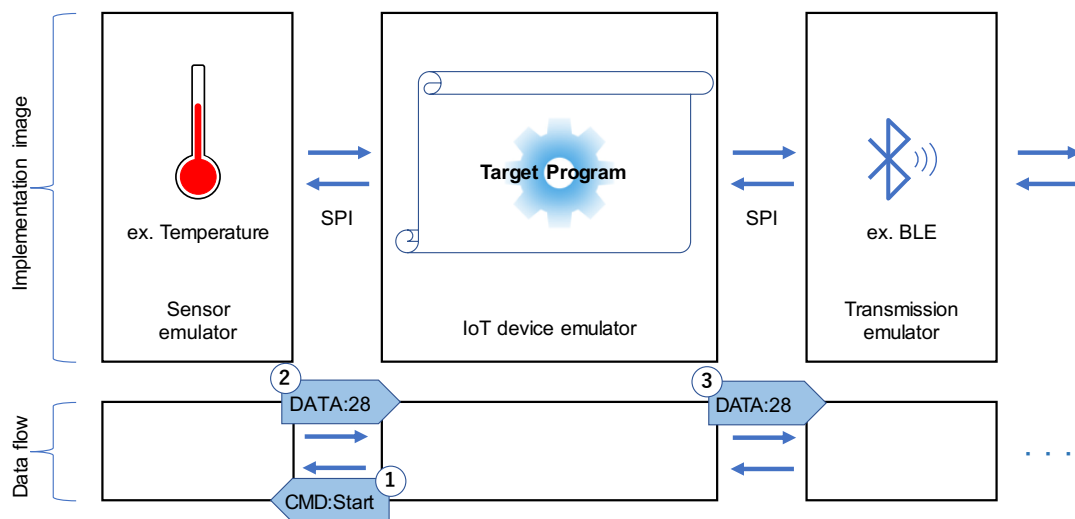 Implementation image
Target Program
SPI
SPI
ex. Temperature
ex. BLE
Sensor
emulator
IoT device emulator
Transmission
emulator
Data flow
2
DATA:28
3
DATA:28
1
CMD:Start
. . .